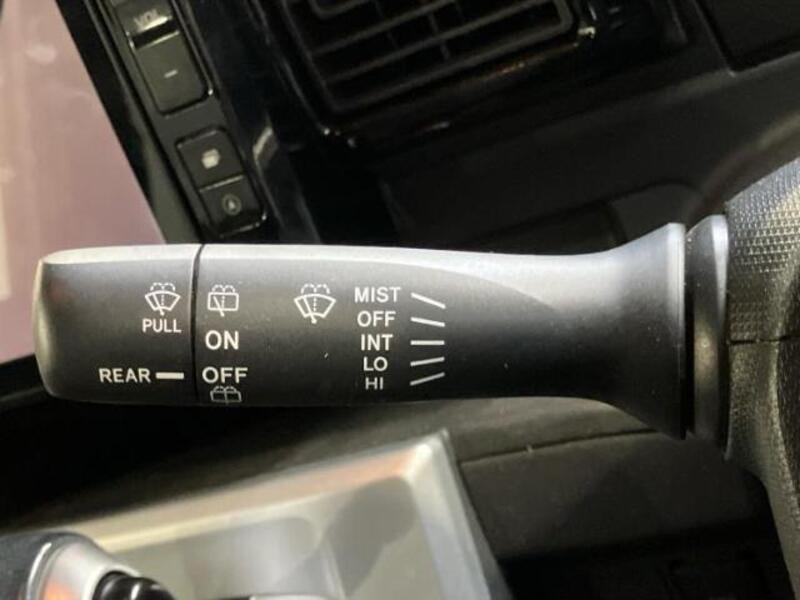 VOL
PULL
REAR
ON
OFF
MIST
OFF
INT
LO
HI